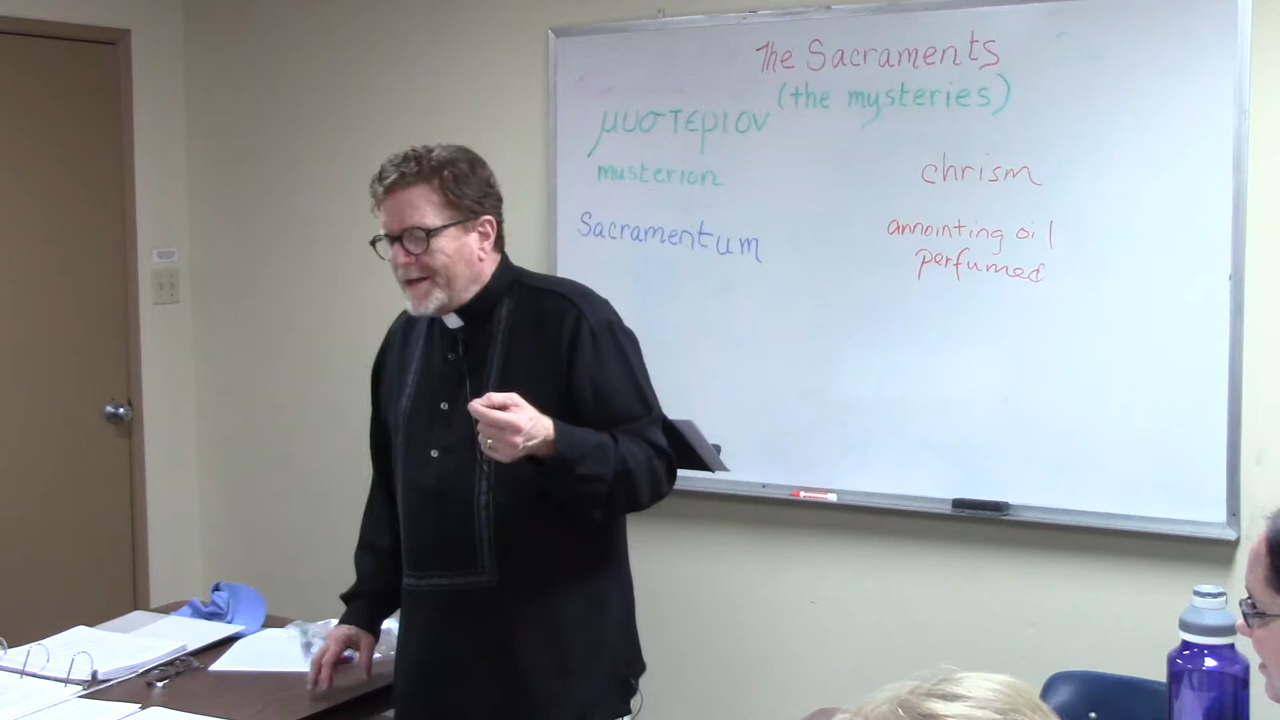 The Sacraments
(the mysteries)
μυστεριον
musterion
Sacramentum
chrism
annointing oil
perfumed